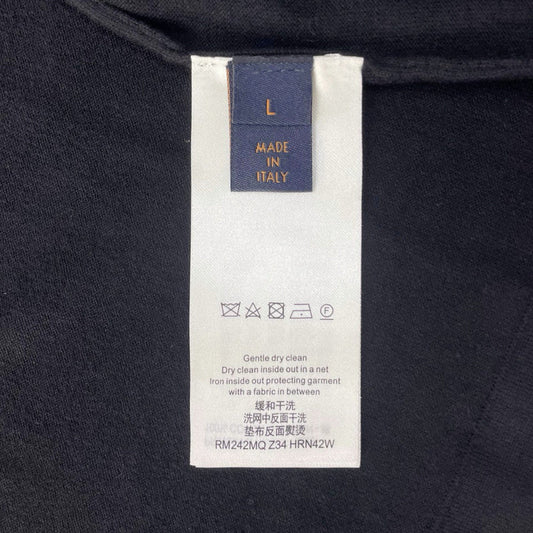 L
MADE
IN
ITALY
Gentle dry clean
Dry clean inside out in a net
Iron inside out protecting garment
with a fabric in between
缓和干洗
洗网中反面干洗
垫布反面熨烫
RM242MQ Z34 HRN42W